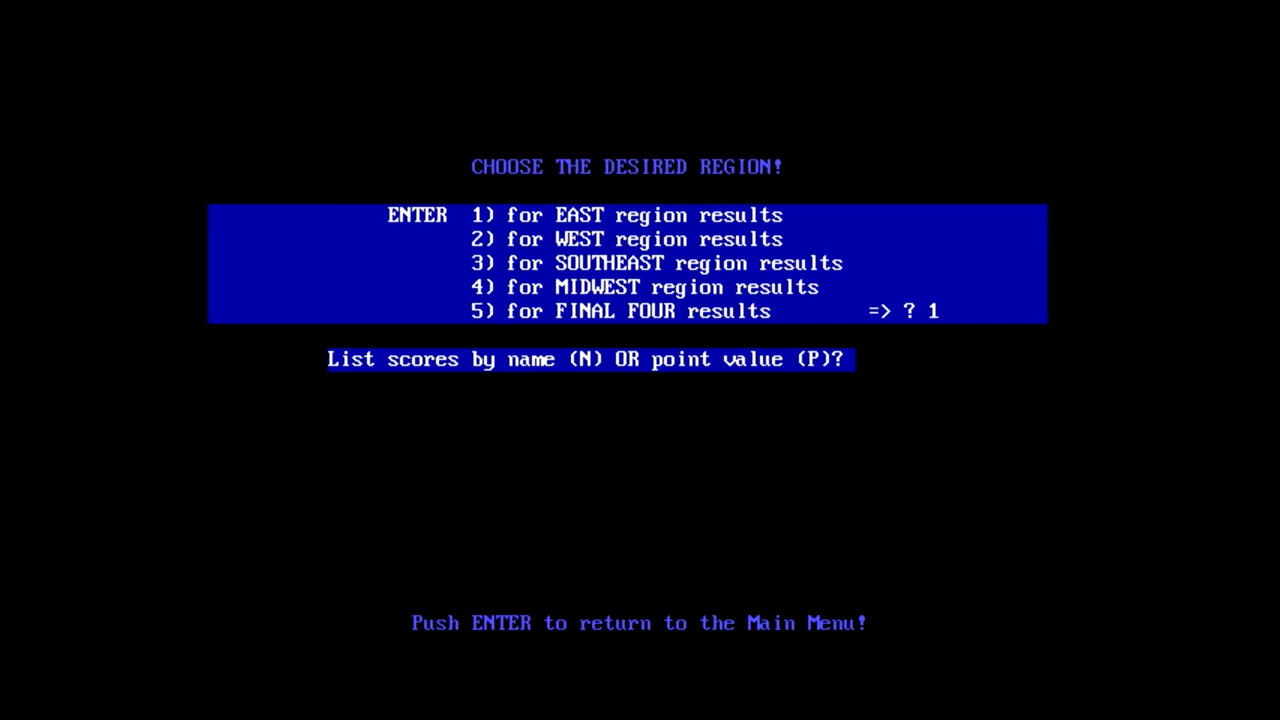 CHOOSE THE DESIRED REGION!
ENTER 1) for EAST region results
2) for WEST region results
3) for SOUTHEAST region results
4) for MIDWEST region results
5) for FINAL FOUR results => ? 1
List scores by name (N) OR point value (P)?
Push ENTER to return to the Main Menu!